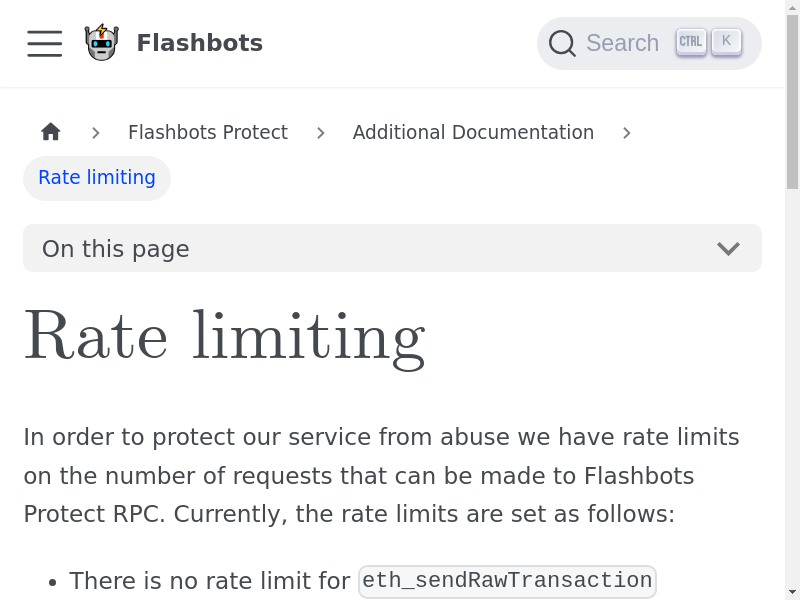 Flashbots
Search CTRL K
Flashbots Protect
Additional Documentation
Rate limiting
On this page
Rate limiting
In order to protect our service from abuse we have rate limits
on the number of requests that can be made to Flashbots
Protect RPC. Currently, the rate limits are set as follows:
• There is no rate limit for eth_sendRawTransaction